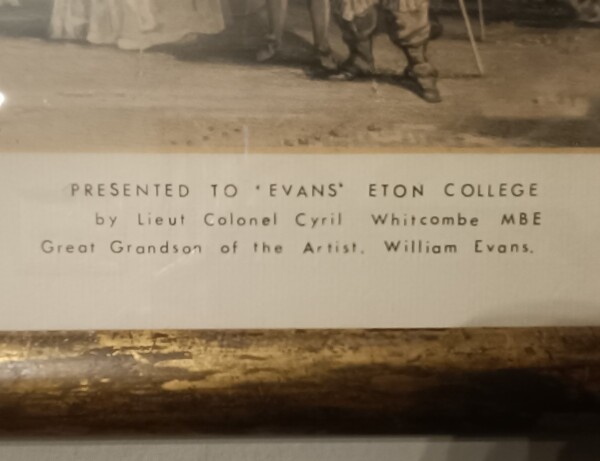 PRESENTED TO 'EVANS' ETON COLLEGE
by Lieut Colonel Cyril Whitcombe MBE
Great Grandson of the Artist. William Evans.